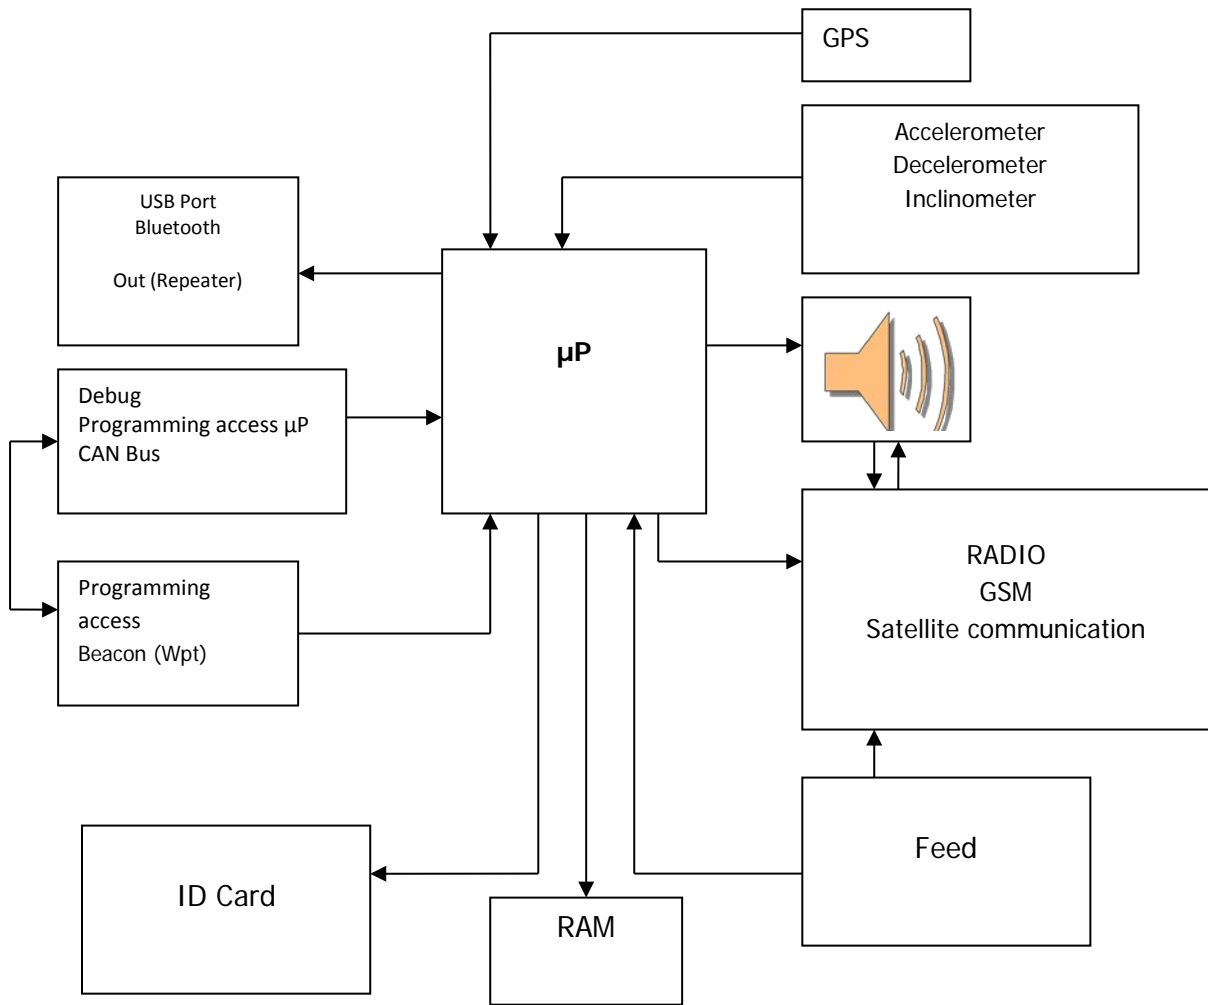 GPS
Accelerometer
Decelerometer
Inclinometer
USB Port
Bluetooth
Out (Repeater)
µP
Debug
Programming access µP
CAN Bus
Programming
access
Beacon (Wpt)
RADIO
GSM
Satellite communication
Feed
ID Card
RAM